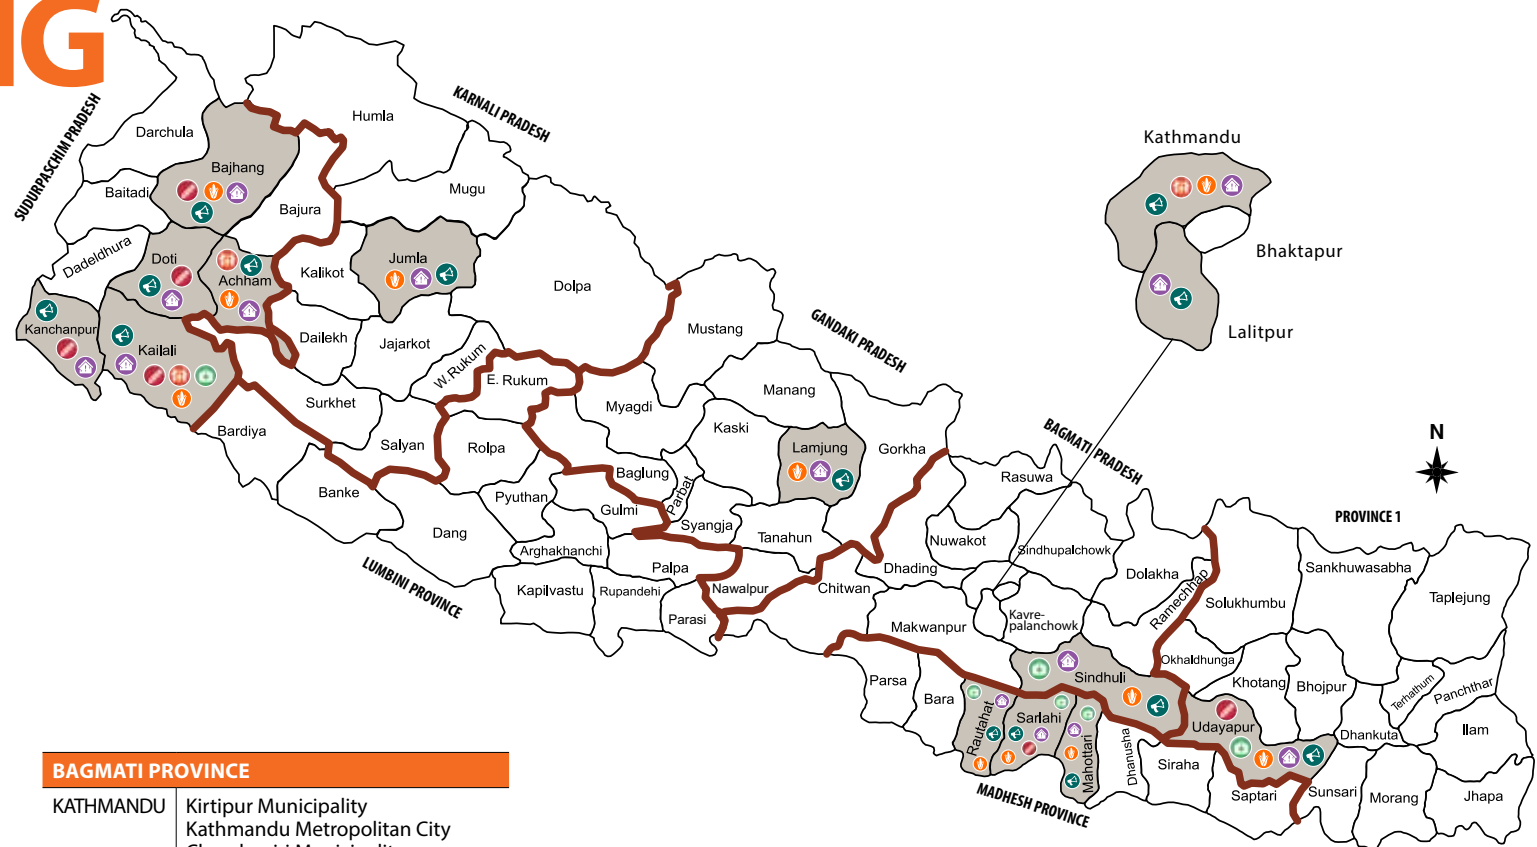 NG
SUDURPASCHIM PRADESH
KARNALI PRADESH
Humla
Darchula
Bajhang
Baitadi
Mugu
Bajura
Dadeldhura
Doti
Achham
Kalikot
Jumla
Dolpa
Kanchanpur
Kailali
Dailekh
Jajarkot
W.Rukum
E. Rukum
Mustang
GANDAKI PRADESH
Manang
Myagdi
Surkhet
Bardiya
Salyan
Rolpa
Kaski
Lamjung
Gorkha
Banke
Baglung
Parbat
Pyuthan
Gulmi
Syangja
Tanahun
Dang
Arghakhanchi
Palpa
LUMBINI PROVINCE
Kapilvastu
Rupandehi
Parasi
Nawalpur
Chitwan
Kathmandu
Bhaktapur
Lalitpur
BAGMATI PRADESH
N
Rasuwa
Nuwakot
Sindhupalchowk
Dhading
Dolakha
Ramechhap
PROVINCE 1
Sankhuwasabha
Taplejung
Solukhumbu
Makwanpur
Kavre-
palanchowk
Okhaldhunga
Khotang
Bhojpur
Terhathum
Panchthar
Parsa
Bara
Sindhuli
Rautahat
Sarlahi
Mahottari
Dhanusha
Siraha
Udayapur
Dhankuta
Ilam
Saptari
Sunsari
Morang
Jhapa
MADHESH PROVINCE
BAGMATI PROVINCE
KATHMANDU Kirtipur Municipality
Kathmandu Metropolitan City